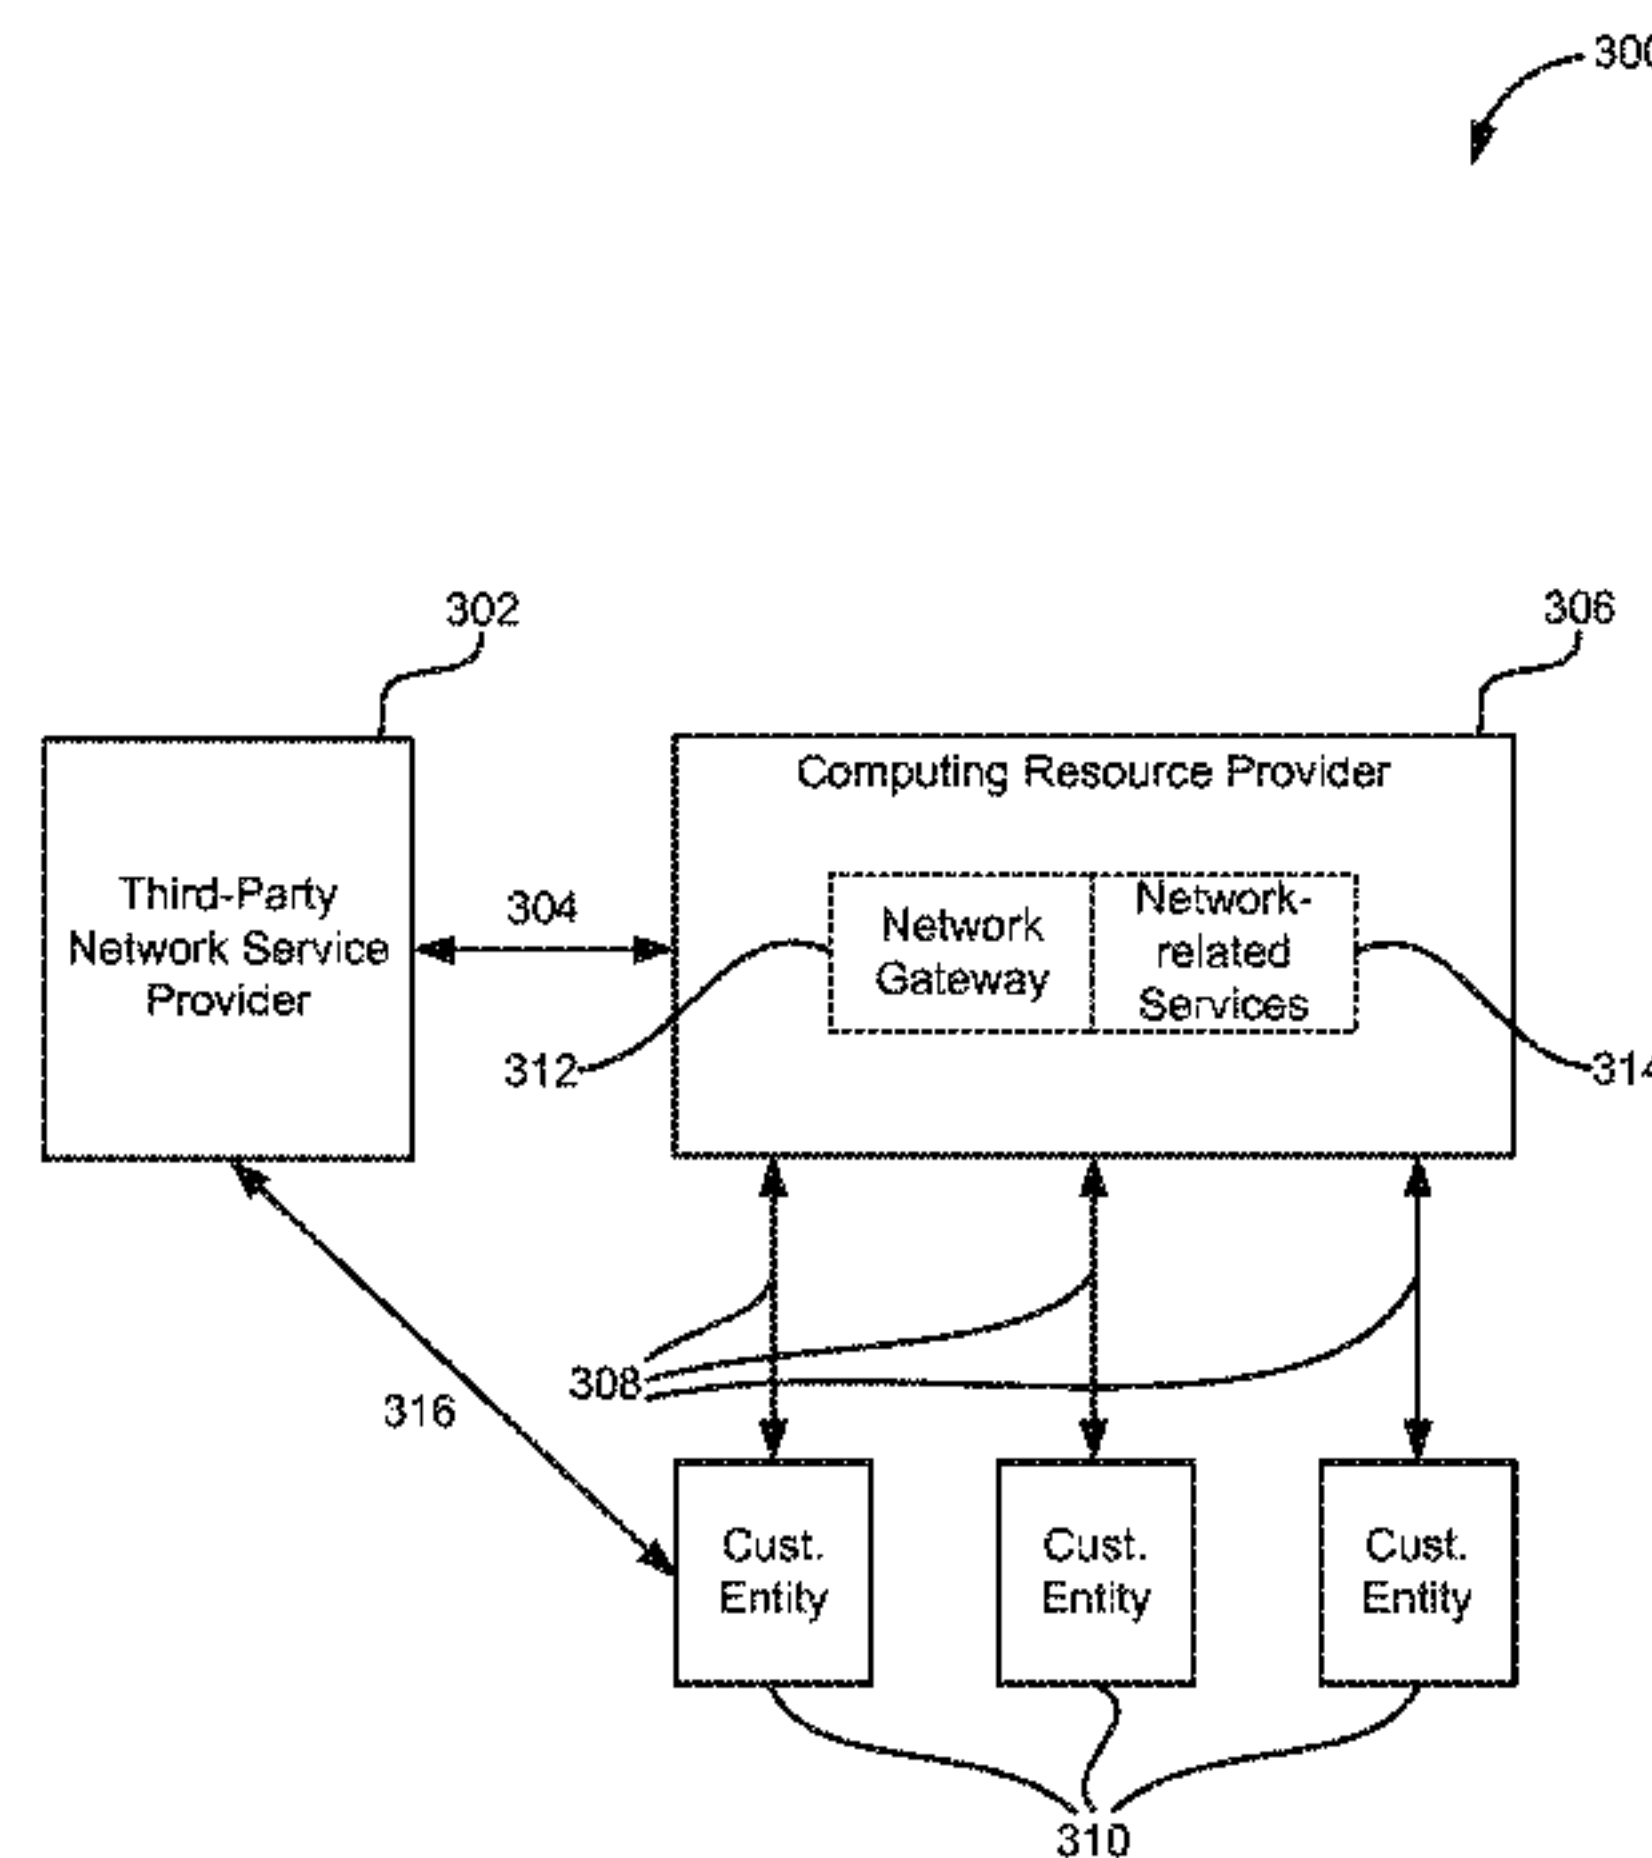 300
302
306
Computing Resource Provider
Third-Party
Network Service
Provider
304
Network
Gateway
Network-
related
Services
312
314
308
316
Cust.
Entity
Cust.
Entity
Cust.
Entity
310